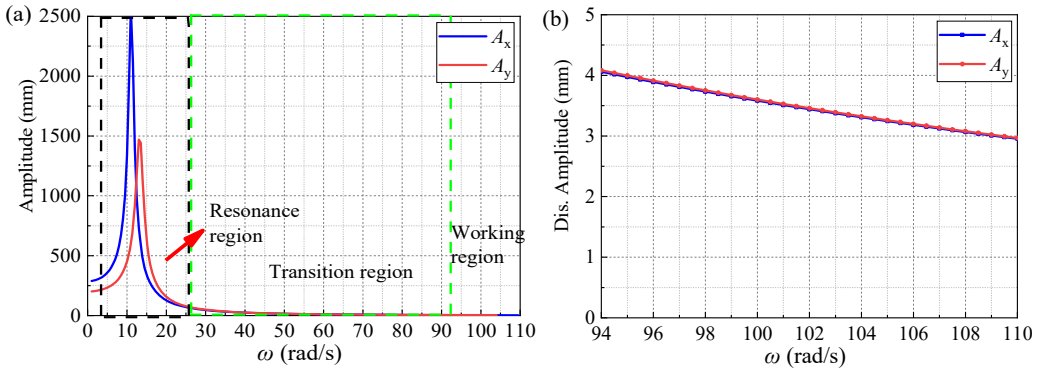 (a)
2500
2000
1500
1000
500
0
Amplitude (mm)
A_x
A_y
Resonance
region
Transition region
Working
region
0 10 20 30 40 50 60 70 80 90 100 110
ω (rad/s)
(b)
5
4
3
2
1
0
Dis. Amplitude (mm)
A_x
A_y
94 96 98 100 102 104 106 108 110
ω (rad/s)